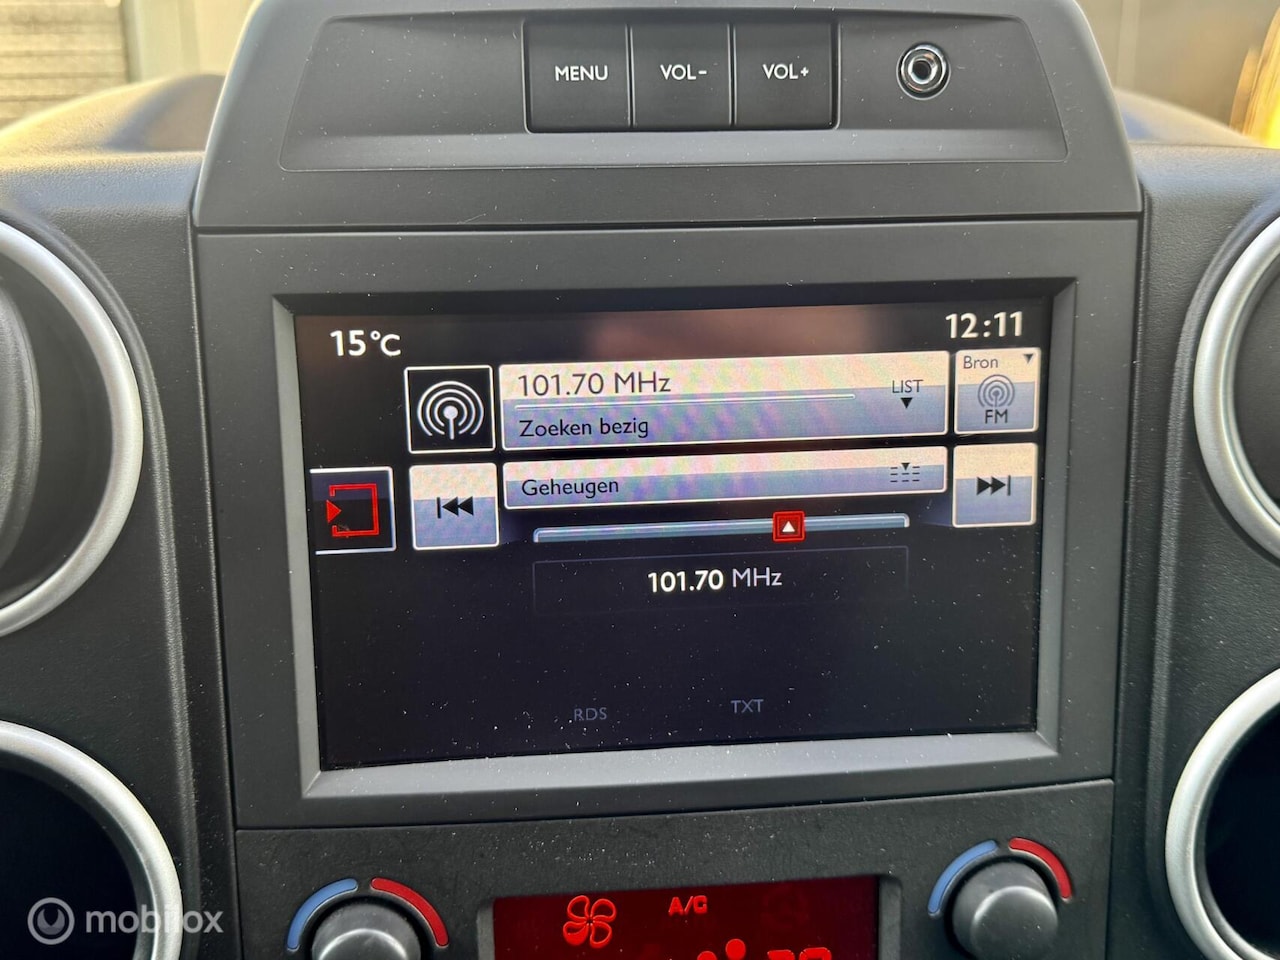 MENU VOL- VOL+
15°C 12:11
101.70 MHz LIST Bron
Zoeken bezig FM
Geheugen
101.70 MHz
RDS TXT
A/C
mobilox